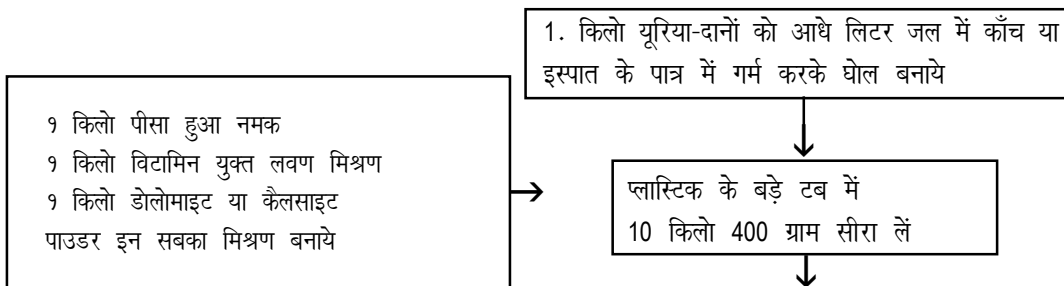 1. किलो यूरिया-दानों को आधे लिटर जल में काँच या
इस्पात के पात्र में गर्म करके घोल बनाये
१ किलो पीसा हुआ नमक
१ किलो विटामिन युक्त लवण मिश्रण
१ किलो डोलोमाइट या कैलसाइट
पाउडर इन सबका मिश्रण बनाये
प्लास्टिक के बड़े टब में
10 किलो 400 ग्राम सीरा लें